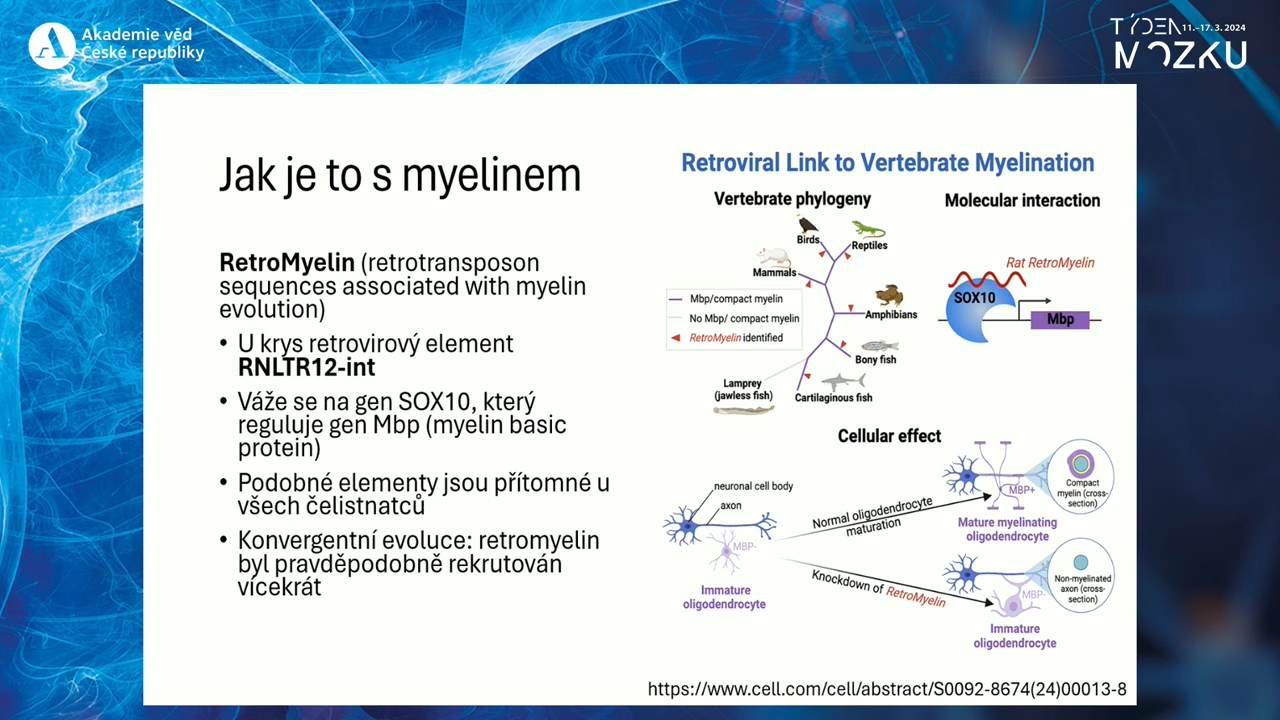 Akademie věd
České republiky
TÝDEN 11.–17. 3. 2024
MOZKU
Jak je to s myelinem
RetroMyelin (retrotransposon
sequences associated with myelin
evolution)
• U krys retrovirový element
RNLTR12-int
• Váže se na gen SOX10, který
reguluje gen Mbp (myelin basic
protein)
• Podobné elementy jsou přítomné u
všech čelistnatců
• Konvergentní evoluce: retromyelin
byl pravděpodobně rekrutován
vícekrát
Retroviral Link to Vertebrate Myelination
Vertebrate phylogeny
Birds
Reptiles
Mammals
Mbp/compact myelin
No Mbp/ compact myelin
RetroMyelin identified
Amphibians
Bony fish
Lamprey
(jawless fish)
Cartilaginous fish
Molecular interaction
Rat RetroMyelin
SOX10
Mbp
Cellular effect
neuronal cell body
axon
MBP-
Immature
oligodendrocyte
Normal oligodendrocyte
maturation
MBP+
Compact
myelin (cross-
section)
Mature myelinating
oligodendrocyte
Knockdown of RetroMyelin
MBP-
Non-myelinated
axon (cross-
section)
Immature
oligodendrocyte
https://www.cell.com/cell/abstract/S0092-8674(24)00013-8